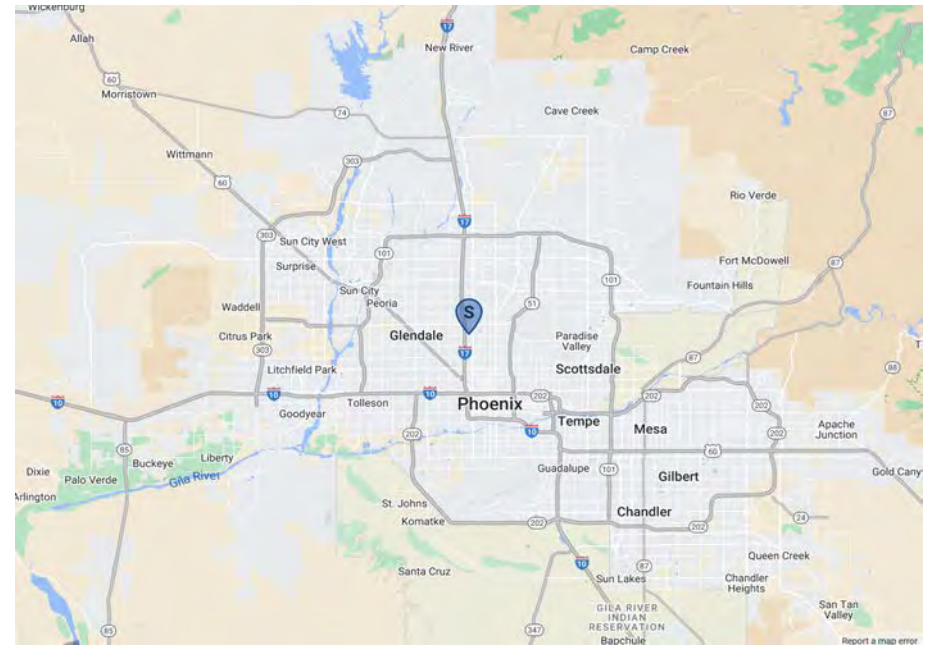 Wickenburg
Allah
17
New River
Camp Creek
60
Morristown
74
Cave Creek
87
Wittmann
303
60
Rio Verde
17
303
Sun City West
101
Surprise
Fort McDowell
87
101
Fountain Hills
Sun City
Peoria
51
Waddell
S
Citrus Park
Glendale
Paradise
Valley
303
17
87
Scottsdale
88
Litchfield Park
10
10
10
Tolleson
Phoenix
202
202
202
Goodyear
Tempe
10
Mesa
Apache
Junction
202
202
85
60
Liberty
Buckeye
Dixie
Guadalupe
101
Gold Cany
Palo Verde
Gila River
Gilbert
Arlington
St. Johns
Chandler
Komatke
202
202
24
Queen Creek
10
87
Santa Cruz
Sun Lakes
Chandler
Heights
GILA RIVER
INDIAN
RESERVATION
San Tan
Valley
85
347
Bapchule
Report a map error